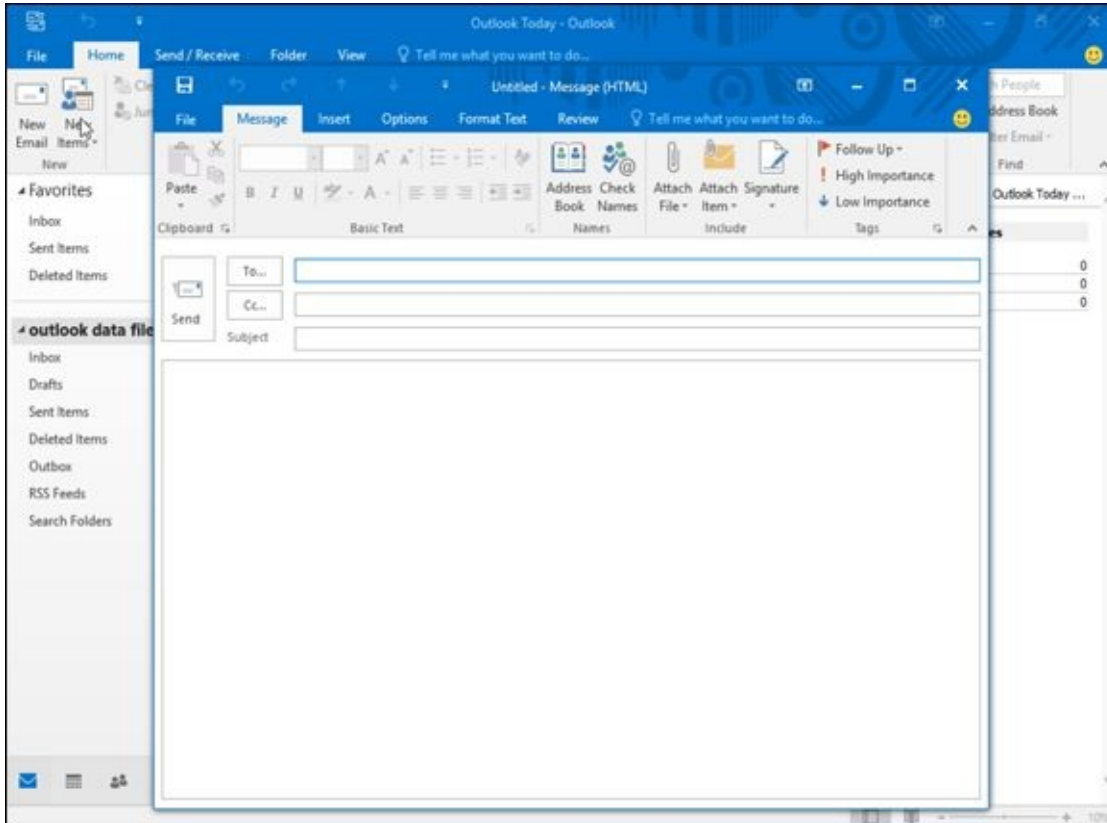 Outlook Today - Outlook
File Home Send / Receive Folder View Tell me what you want to do...
New Email
New Items
New
Favorites
Inbox
Sent Items
Deleted Items
outlook data file
Inbox
Drafts
Sent Items
Deleted Items
Outbox
RSS Feeds
Search Folders
Untitled - Message (HTML)
File Message Insert Options Format Text Review Tell me what you want to do...
Paste
Clipboard
B I U A
Basic Text
Address Book
Check Names
Names
Attach File
Attach Item
Signature
Include
Follow Up
High Importance
Low Importance
Tags
Send
To...
Cc...
Subject
People
Address Book
Email
Find
Outlook Today ...
0
0
0